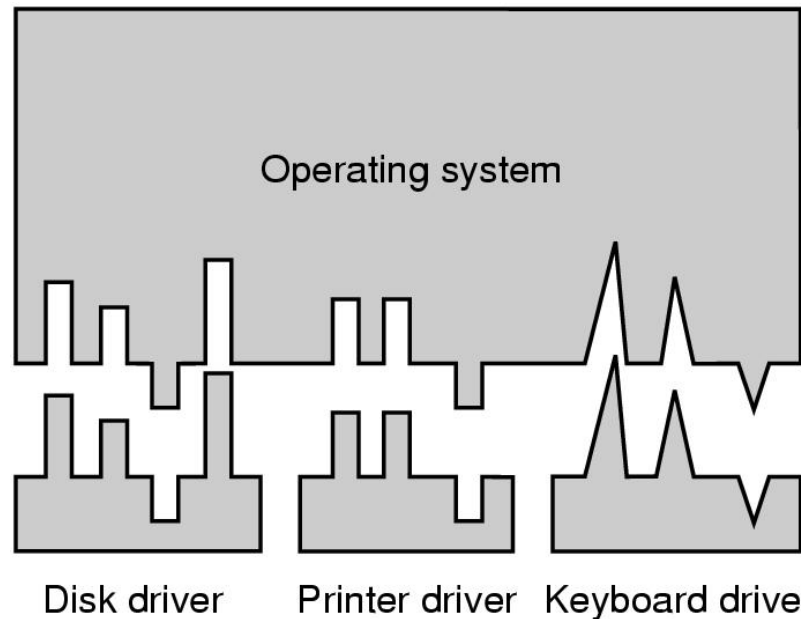 Operating system
Disk driver
Printer driver
Keyboard drive